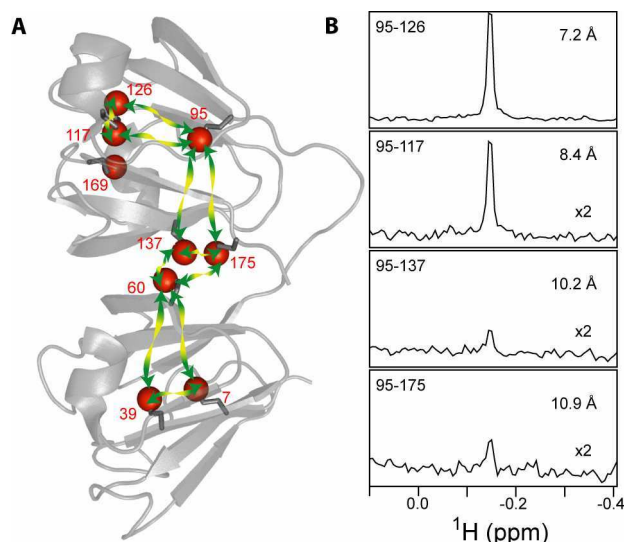 A
126
95
117
169
137
175
60
39
7
B
95-126
7.2 Å
95-117
8.4 Å
x2
95-137
10.2 Å
x2
95-175
10.9 Å
x2
0.0 -0.2 -0.4
¹H (ppm)